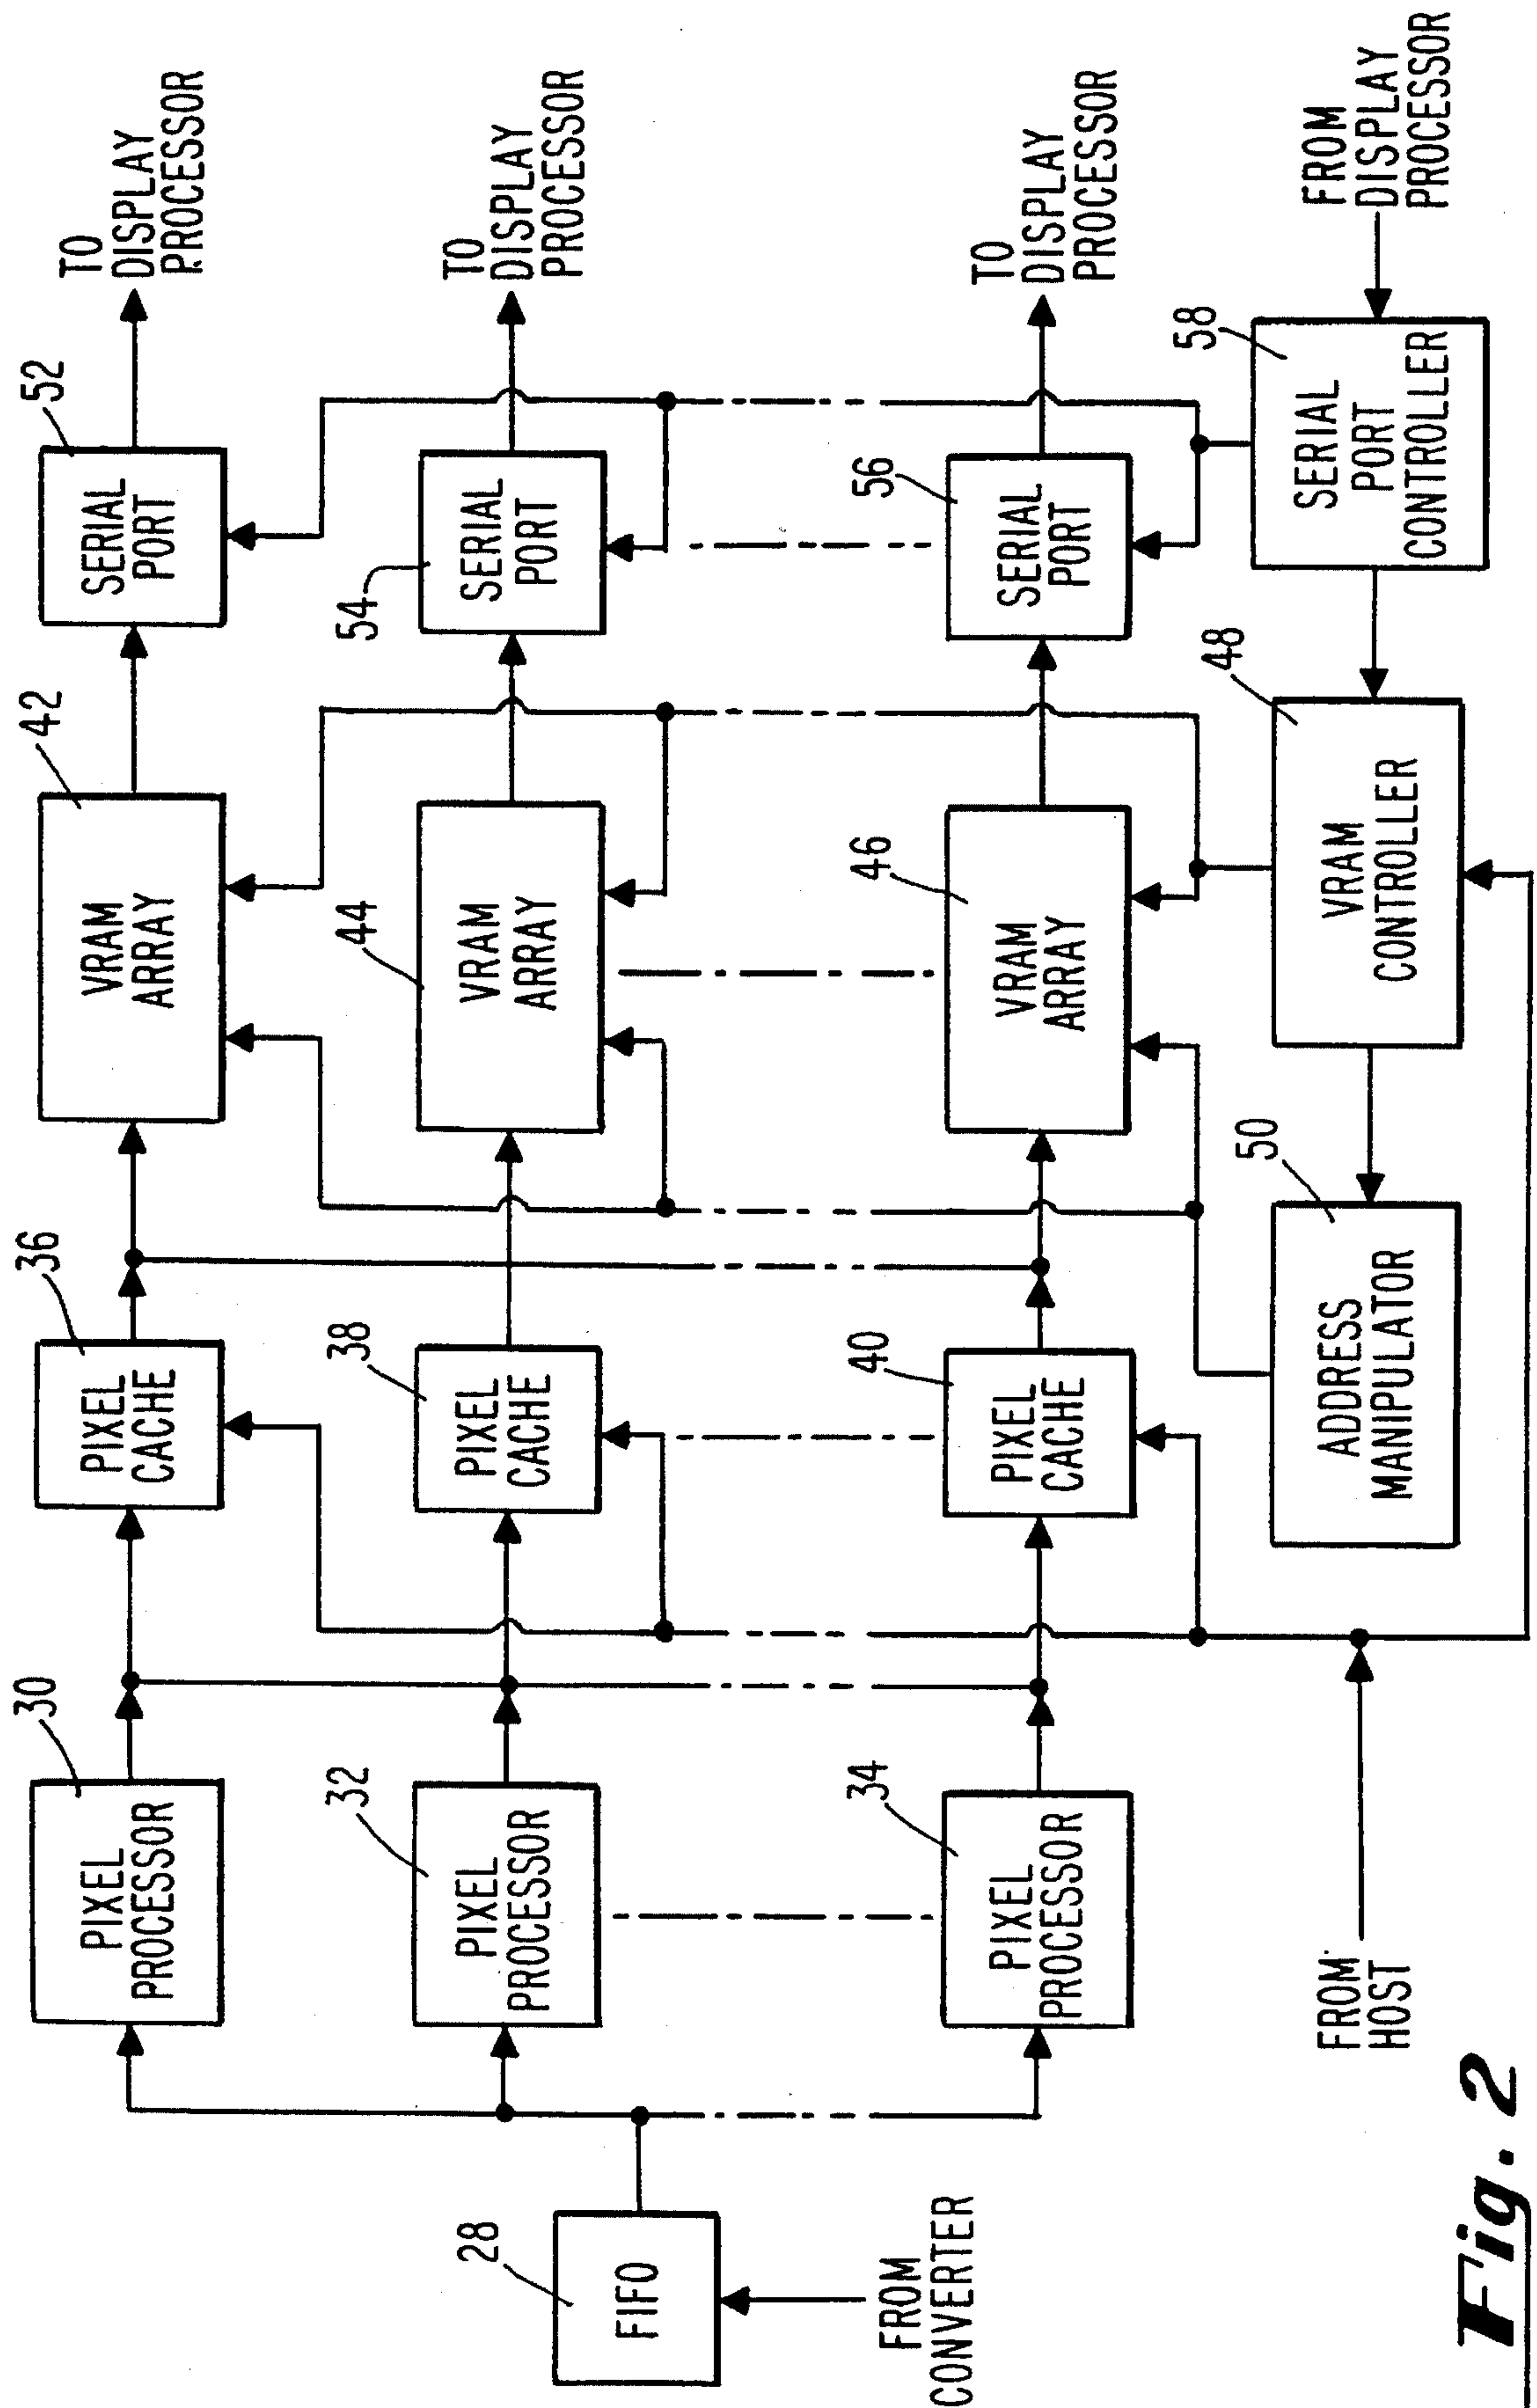 52
SERIAL
PORT
TO
DISPLAY
PROCESSOR
42
VRAM
ARRAY
36
PIXEL
CACHE
30
PIXEL
PROCESSOR
54
SERIAL
PORT
TO
DISPLAY
PROCESSOR
44
VRAM
ARRAY
38
PIXEL
CACHE
32
PIXEL
PROCESSOR
28
FIFO
FROM
CONVERTER
56
SERIAL
PORT
TO
DISPLAY
PROCESSOR
46
VRAM
ARRAY
40
PIXEL
CACHE
34
PIXEL
PROCESSOR
58
SERIAL
PORT
CONTROLLER
FROM
DISPLAY
PROCESSOR
48
VRAM
CONTROLLER
50
ADDRESS
MANIPULATOR
FROM
HOST
Fig. 2